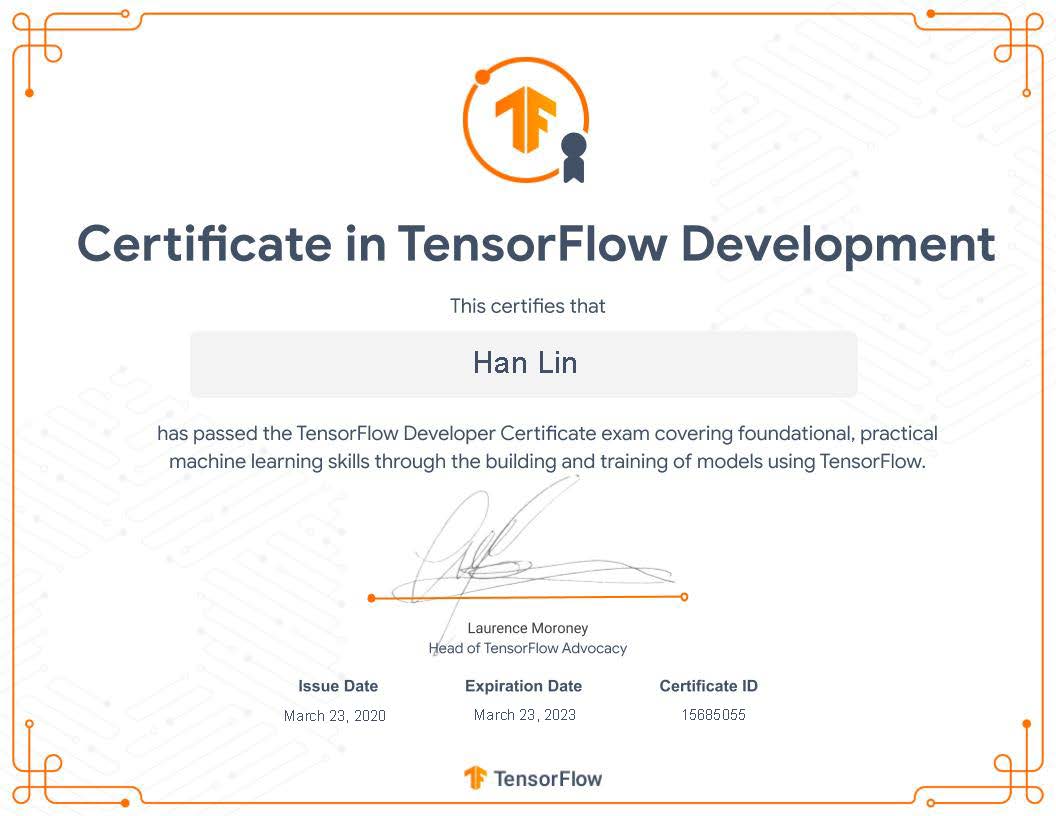 Certificate in TensorFlow Development
This certifies that
Han Lin
has passed the TensorFlow Developer Certificate exam covering foundational, practical
machine learning skills through the building and training of models using TensorFlow.
Laurence Moroney
Head of TensorFlow Advocacy
Issue Date Expiration Date Certificate ID
March 23, 2020 March 23, 2023 15685055
TensorFlow